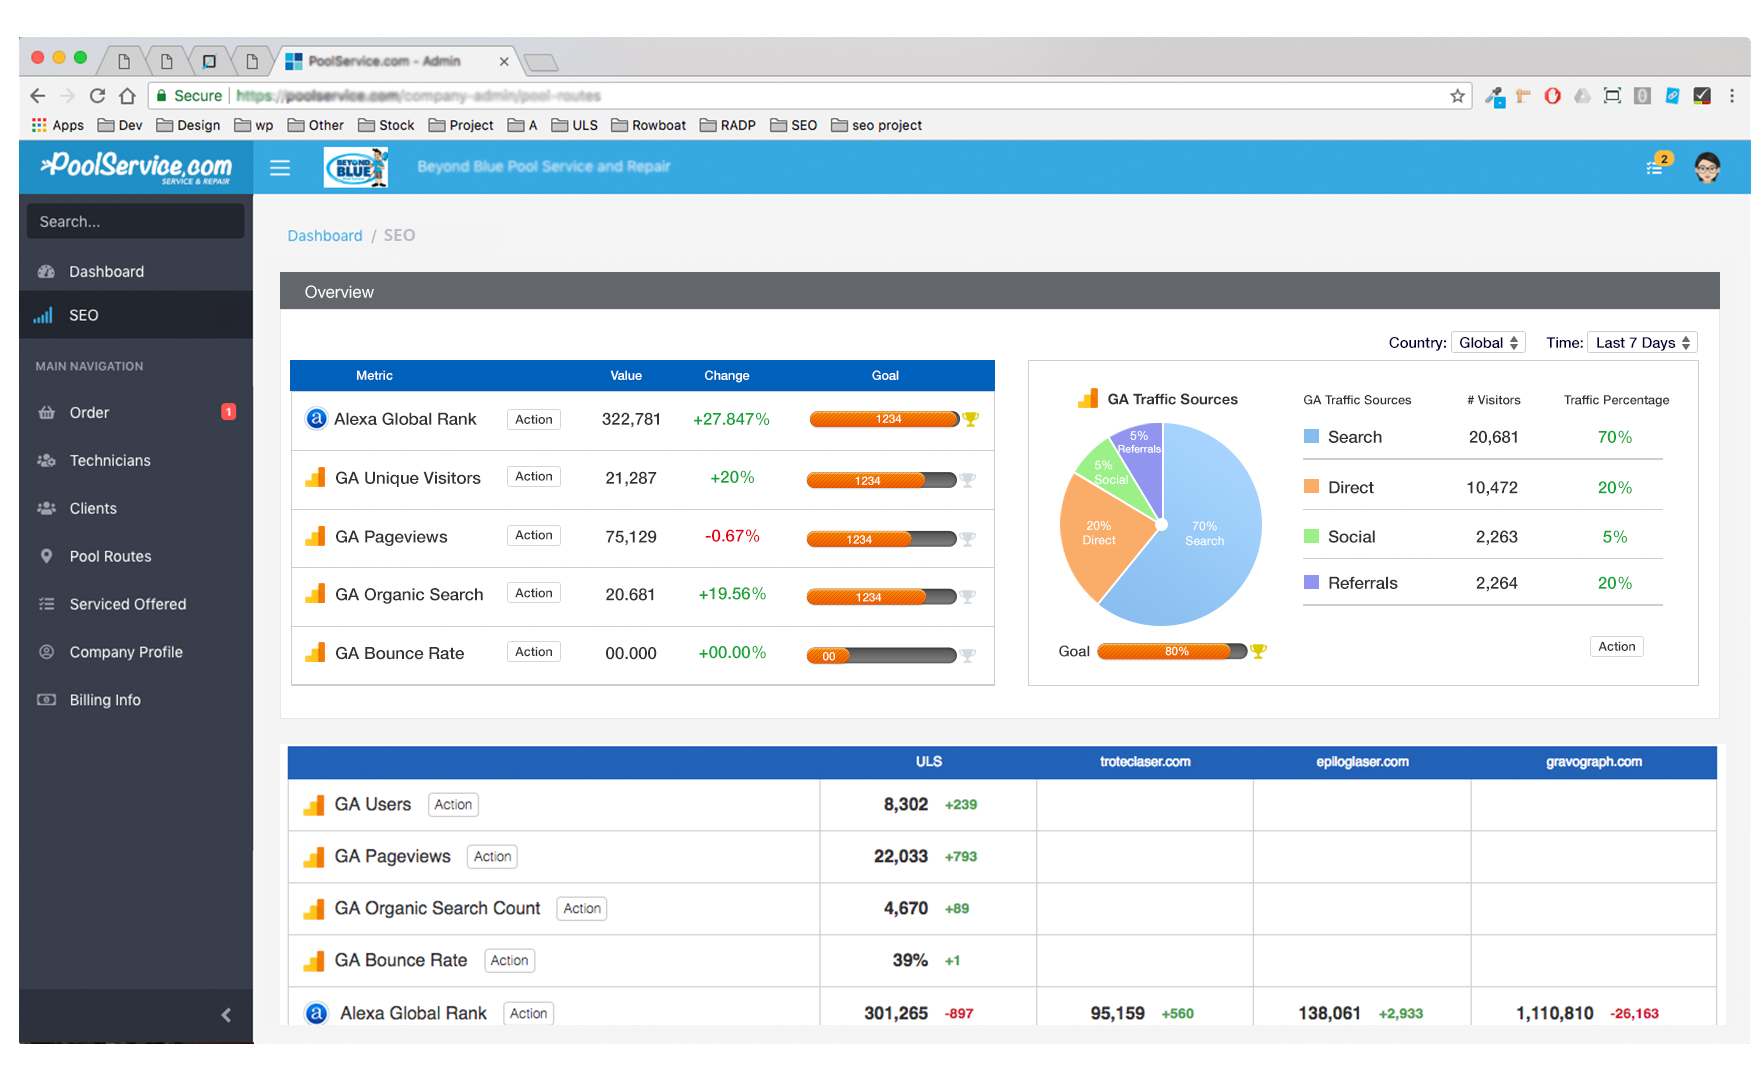 PoolService.com - Admin
Secure https://poolservice.com/company-admin/pool-routes
Apps Dev Design wp Other Stock Project A ULS Rowboat RADP SEO seo project
PoolService.com
SERVICE & REPAIR
BEYOND
BLUE
Beyond Blue Pool Service and Repair
2
Search...
Dashboard
SEO
MAIN NAVIGATION
Order 1
Technicians
Clients
Pool Routes
Serviced Offered
Company Profile
Billing Info
Dashboard / SEO
Overview
Country: Global Time: Last 7 Days
Metric Value Change Goal
Alexa Global Rank Action 322,781 +27.847% 1234
GA Unique Visitors Action 21,287 +20% 1234
GA Pageviews Action 75,129 -0.67% 1234
GA Organic Search Action 20.681 +19.56% 1234
GA Bounce Rate Action 00.000 +00.00% 00
GA Traffic Sources
5%
Referrals
5%
Social
20%
Direct
70%
Search
Goal 80%
GA Traffic Sources # Visitors Traffic Percentage
Search 20,681 70%
Direct 10,472 20%
Social 2,263 5%
Referrals 2,264 20%
Action
ULS troteclaser.com epiloglaser.com gravograph.com
GA Users Action 8,302 +239
GA Pageviews Action 22,033 +793
GA Organic Search Count Action 4,670 +89
GA Bounce Rate Action 39% +1
Alexa Global Rank Action 301,265 -897 95,159 +560 138,061 +2,933 1,110,810 -26,163